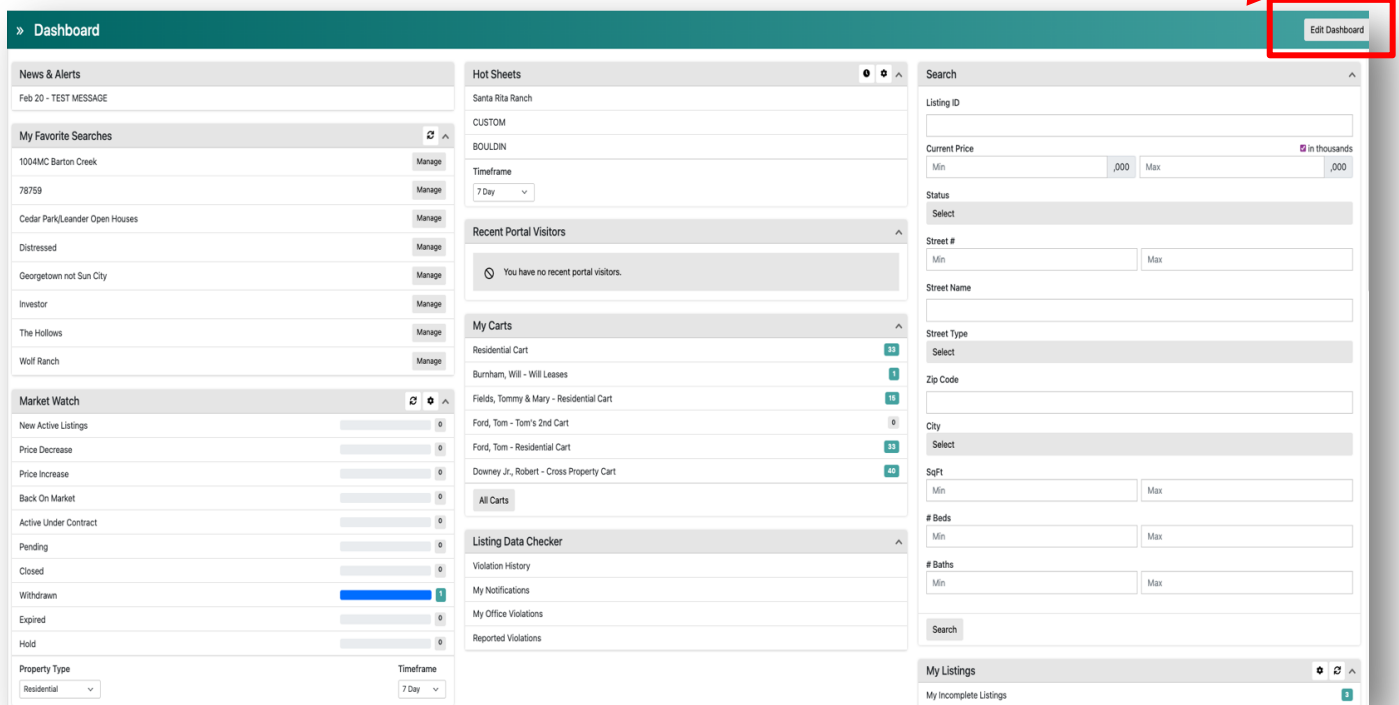 » Dashboard
Edit Dashboard
News & Alerts
Feb 20 - TEST MESSAGE
My Favorite Searches
1004MC Barton Creek Manage
78759 Manage
Cedar Park/Leander Open Houses Manage
Distressed Manage
Georgetown not Sun City Manage
Investor Manage
The Hollows Manage
Wolf Ranch Manage
Market Watch
New Active Listings 0
Price Decrease 0
Price Increase 0
Back On Market 0
Active Under Contract 0
Pending 0
Closed 0
Withdrawn 1
Expired 0
Hold 0
Property Type Timeframe
Residential 7 Day
Hot Sheets
Santa Rita Ranch
CUSTOM
BOULDIN
Timeframe
7 Day
Recent Portal Visitors
You have no recent portal visitors.
My Carts
Residential Cart 33
Burnham, Will - Will Leases 1
Fields, Tommy & Mary - Residential Cart 16
Ford, Tom - Tom's 2nd Cart 0
Ford, Tom - Residential Cart 33
Downey Jr., Robert - Cross Property Cart 40
All Carts
Listing Data Checker
Violation History
My Notifications
My Office Violations
Reported Violations
Search
Listing ID
Current Price in thousands
Min ,000 Max ,000
Status
Select
Street #
Min Max
Street Name
Street Type
Select
Zip Code
City
Select
SqFt
Min Max
# Beds
Min Max
# Baths
Min Max
Search
My Listings
My Incomplete Listings 3